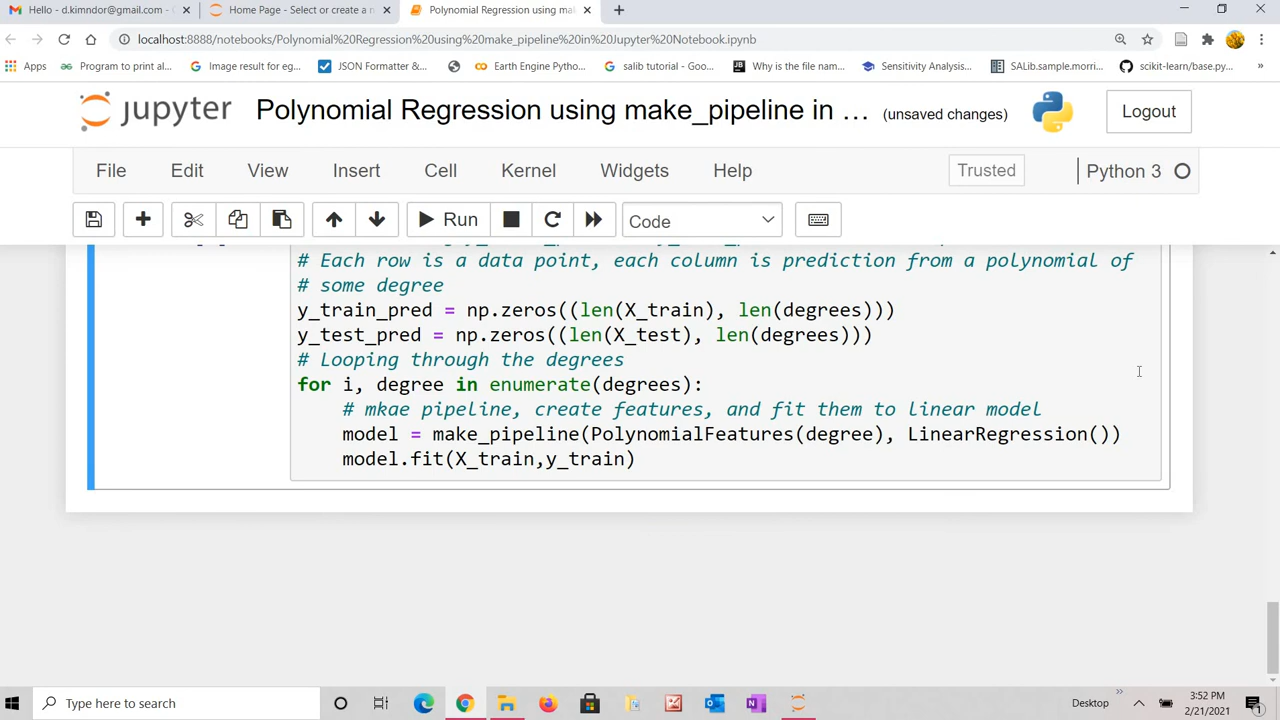 Hello - d.kimndor@gmail.com -
Home Page - Select or create a n
Polynomial Regression using mak
localhost:8888/notebooks/Polynomial%20Regression%20using%20make_pipeline%20in%20Jupyter%20Notebook.ipynb
Apps
Program to print al...
Image result for eg...
JSON Formatter &...
Earth Engine Pytho...
salib tutorial - Goo...
Why is the file nam...
Sensitivity Analysis...
SALib.sample.morri...
scikit-learn/base.py...
»
jupyter
Polynomial Regression using make_pipeline in ... (unsaved changes)
Logout
File Edit View Insert Cell Kernel Widgets Help
Trusted
Python 3
Run
Code
# Each row is a data point, each column is prediction from a polynomial of
# some degree
y_train_pred = np.zeros((len(X_train), len(degrees)))
y_test_pred = np.zeros((len(X_test), len(degrees)))
# Looping through the degrees
for i, degree in enumerate(degrees):
    # mkae pipeline, create features, and fit them to linear model
    model = make_pipeline(PolynomialFeatures(degree), LinearRegression())
    model.fit(X_train,y_train)
Type here to search
Desktop
»
3:52 PM
2/21/2021